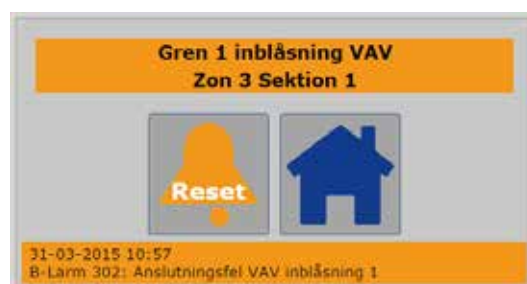 Gren 1 inblåsning VAV
Zon 3 Sektion 1
Reset
31-03-2015 10:57
B-Larm 302: Anslutningsfel VAV inblåsning 1